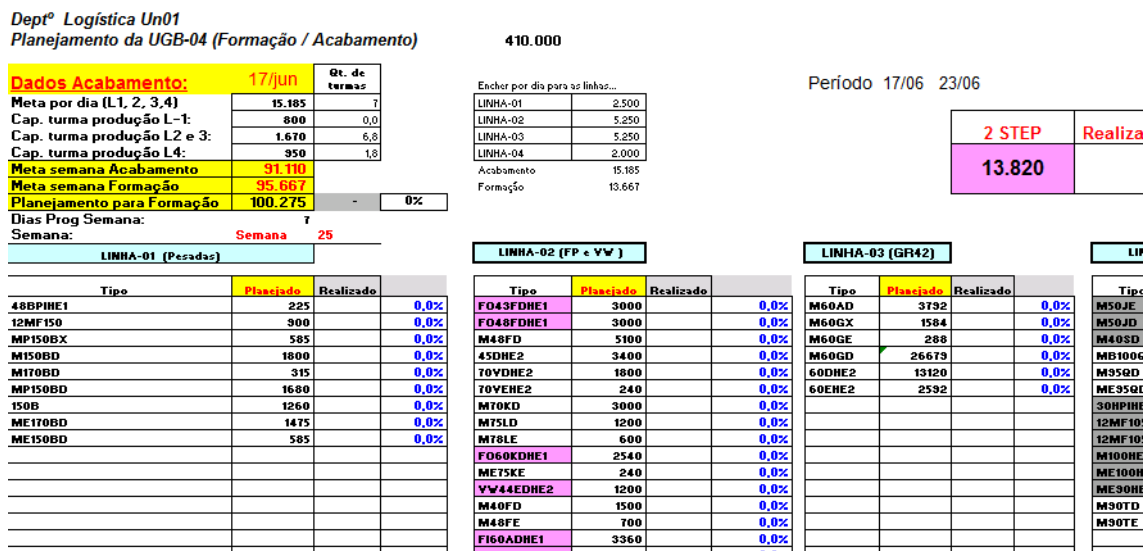 Deptº Logística Un01
Planejamento da UGB-04 (Formação / Acabamento) 410.000
Dados Acabamento: 17/jun Qt. de turmas
Meta por dia (L1, 2, 3,4) 15.185 7
Cap. turma produção L-1: 800 0,0
Cap. turma produção L2 e 3: 1.670 6,8
Cap. turma produção L4: 950 1,8
Meta semana Acabamento 91.110
Meta semana Formação 95.667
Planejamento para Formação 100.275 - 0%
Dias Prog Semana: 7
Semana: Semana 25
Encher por dia para as linhas...
LINHA-01 2.500
LINHA-02 5.250
LINHA-03 5.250
LINHA-04 2.000
Acabamento 15.185
Formação 13.667
Período 17/06 23/06
2 STEP Realiza
13.820
LINHA-01 (Pesadas)
Tipo Planejado Realizado
48BPIHE1 225 0,0%
12MF150 900 0,0%
MP150BX 585 0,0%
M150BD 1800 0,0%
M170BD 315 0,0%
MP150BD 1680 0,0%
150B 1260 0,0%
ME170BD 1475 0,0%
ME150BD 585 0,0%
LINHA-02 (FP e VW )
Tipo Planejado Realizado
FO43FDHE1 3000 0,0%
FO48FDHE1 3000 0,0%
M48FD 5100 0,0%
45DHE2 3400 0,0%
70VDHE2 1800 0,0%
70VEHE2 240 0,0%
M70KD 3000 0,0%
M75LD 1200 0,0%
M78LE 600 0,0%
FO60KDHE1 2540 0,0%
ME75KE 240 0,0%
VW44EDHE2 1200 0,0%
M40FD 1500 0,0%
M48FE 700 0,0%
FI60ADHE1 3360 0,0%
LINHA-03 (GR42)
Tipo Planejado Realizado
M60AD 3792 0,0%
M60GX 1584 0,0%
M60GE 288 0,0%
M60GD 26679 0,0%
60DHE2 13120 0,0%
60EHE2 2592 0,0%
LI
Tipo
M50JE
M50JD
M40SD
MB100G
M95QD
ME95QD
30HPIHE
12MF105
12MF105
M100HE
ME100H
ME90HE
M90TD
M90TE